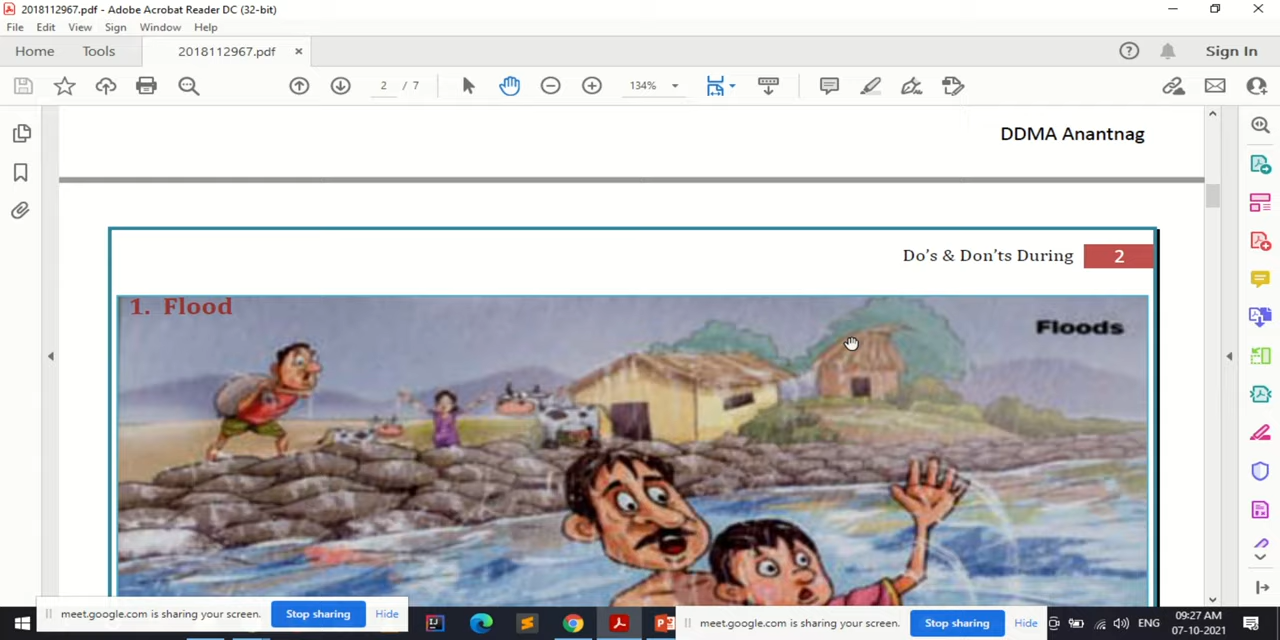 2018112967.pdf - Adobe Acrobat Reader DC (32-bit)
File Edit View Sign Window Help
Home Tools 2018112967.pdf × Sign In
2 / 7 134%
DDMA Anantnag
Do's & Don'ts During 2
1. Flood
Floods
meet.google.com is sharing your screen. Stop sharing Hide
meet.google.com is sharing your screen. Stop sharing Hide
ENG
09:27 AM
07-10-2021